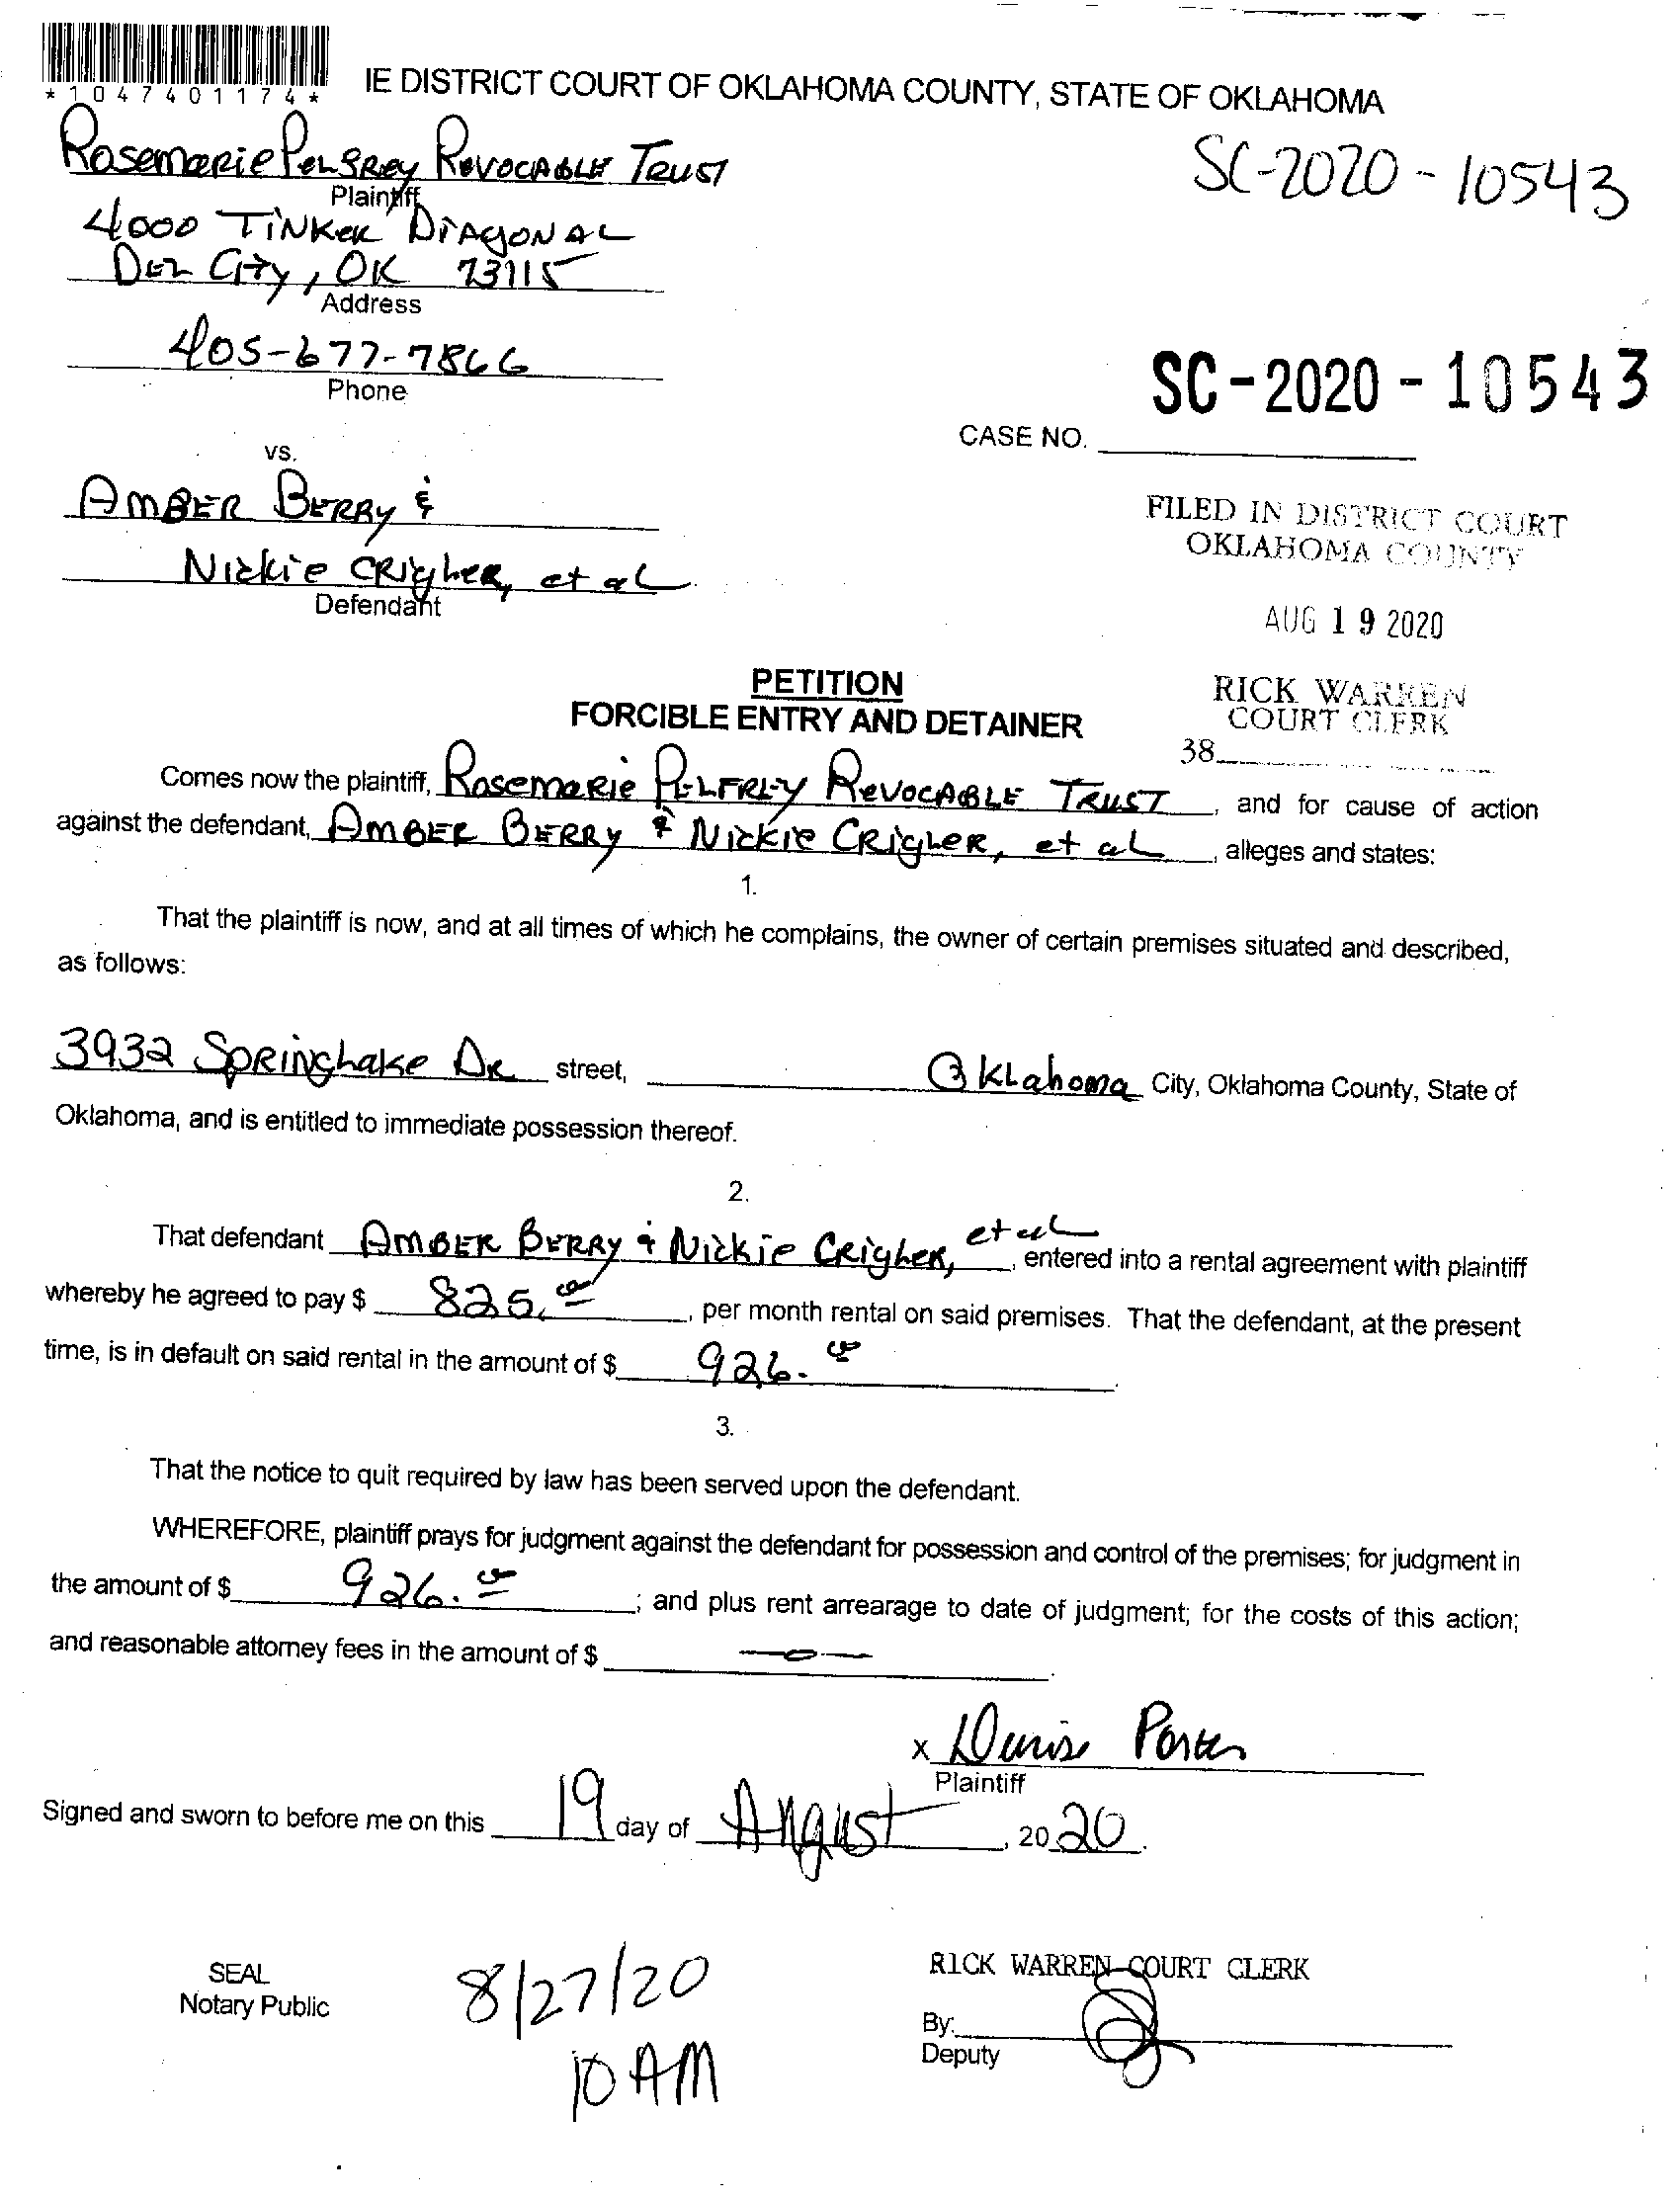 *1047401174*
IE DISTRICT COURT OF OKLAHOMA COUNTY, STATE OF OKLAHOMA
Rosemarie Pelfrey Revocable Trust
SC-2020-10543
Plaintiff
4000 Tinker Diagonal
Del City, OK 73115
Address
405-677-7866
Phone
SC-2020-10543
CASE NO.
vs.
Amber Berry &
FILED IN DISTRICT COURT
OKLAHOMA COUNTY
Nickie Crigler, et al
Defendant
AUG 19 2020
PETITION
RICK WARREN
FORCIBLE ENTRY AND DETAINER
COURT CLERK
38
Comes now the plaintiff, Rosemarie Pelfrey Revocable Trust, and for cause of action
against the defendant, Amber Berry & Nickie Crigler, et al, alleges and states:
1.
That the plaintiff is now, and at all times of which he complains, the owner of certain premises situated and described,
as follows:
3932 Springlake Dr street, Oklahoma City, Oklahoma County, State of
Oklahoma, and is entitled to immediate possession thereof.
2.
That defendant Amber Berry & Nickie Crigler, et al, entered into a rental agreement with plaintiff
whereby he agreed to pay $ 825.00, per month rental on said premises. That the defendant, at the present
time, is in default on said rental in the amount of $ 926.00.
3.
That the notice to quit required by law has been served upon the defendant.
WHEREFORE, plaintiff prays for judgment against the defendant for possession and control of the premises; for judgment in
the amount of $ 926.00; and plus rent arrearage to date of judgment; for the costs of this action;
and reasonable attorney fees in the amount of $ -0-.
x Denise Porter
Plaintiff
Signed and sworn to before me on this 19 day of August, 2020.
SEAL
Notary Public
8/27/20
10 AM
RICK WARREN COURT CLERK
By:
Deputy